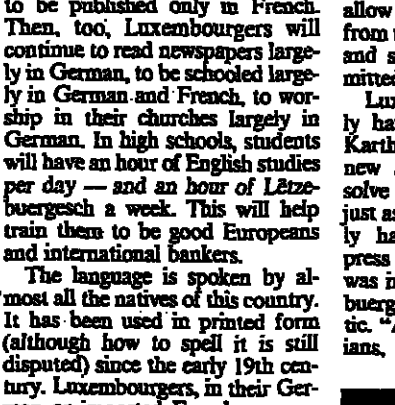 to be published only in French.
Then, too, Luxembourgers will
continue to read newspapers large-
ly in German, to be schooled large-
ly in German and French, to wor-
ship in their churches largely in
German. In high schools, students
will have an hour of English studies
per day — and an hour of Lëtze-
buergesch a week. This will help
train them to be good Europeans
and international bankers.
The language is spoken by al-
most all the natives of this country.
It has been used in printed form
(although how to spell it is still
disputed) since the early 19th cen-
tury. Luxembourgers, in their Ger-
allow
from
and s
mitted
Lux
ly ha
Karth
new
solve
just as
ly ha
press
was i
buerg
tic. "A
ians,